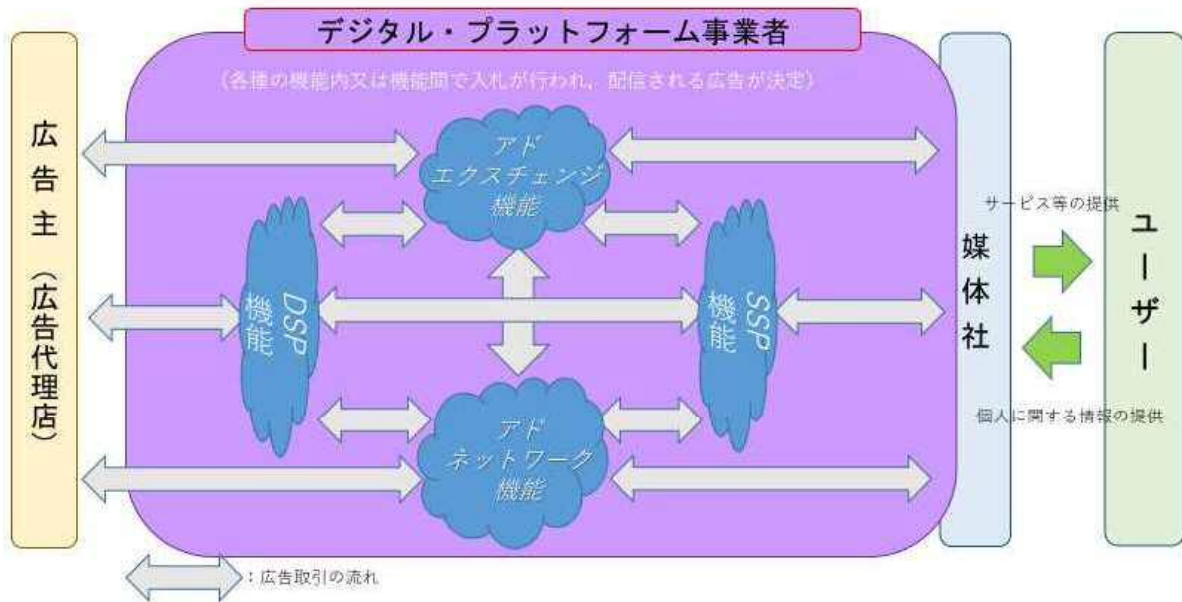 デジタル・プラットフォーム事業者
（各種の機能内又は機能間で入札が行われ，配信される広告が決定）
広告主（広告代理店）
アド
エクスチェンジ
機能
DSP
機能
SSP
機能
アド
ネットワーク
機能
媒体社
サービス等の提供
個人に関する情報の提供
ユーザー
：広告取引の流れ